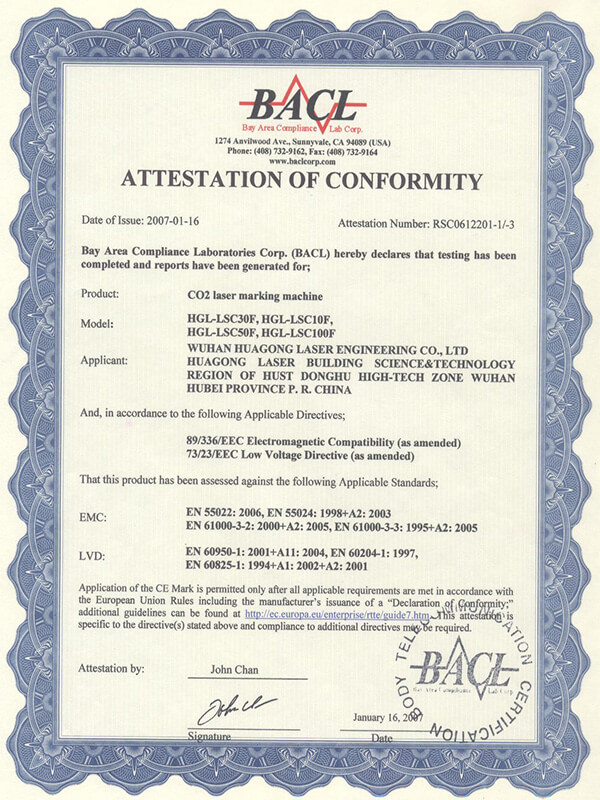 BACL
Bay Area Compliance Lab Corp.
1274 Anvilwood Ave., Sunnyvale, CA 94089 (USA)
Phone: (408) 732-9162, Fax: (408) 732-9164
www.baclcorp.com
ATTESTATION OF CONFORMITY
Date of Issue: 2007-01-16 Attestation Number: RSC0612201-1/-3
Bay Area Compliance Laboratories Corp. (BACL) hereby declares that testing has been
completed and reports have been generated for;
Product: CO2 laser marking machine
Model: HGL-LSC30F, HGL-LSC10F,
HGL-LSC50F, HGL-LSC100F
Applicant: WUHAN HUAGONG LASER ENGINEERING CO., LTD
HUAGONG LASER BUILDING SCIENCE&TECHNOLOGY
REGION OF HUST DONGHU HIGH-TECH ZONE WUHAN
HUBEI PROVINCE P. R. CHINA
And, in accordance to the following Applicable Directives;
89/336/EEC Electromagnetic Compatibility (as amended)
73/23/EEC Low Voltage Directive (as amended)
That this product has been assessed against the following Applicable Standards;
EMC: EN 55022: 2006, EN 55024: 1998+A2: 2003
EN 61000-3-2: 2000+A2: 2005, EN 61000-3-3: 1995+A2: 2005
LVD: EN 60950-1: 2001+A11: 2004, EN 60204-1: 1997,
EN 60825-1: 1994+A1: 2002+A2: 2001
Application of the CE Mark is permitted only after all applicable requirements are met in accordance
with the European Union Rules including the manufacturer's issuance of a "Declaration of Conformity;"
additional guidelines can be found at http://ec.europa.eu/enterprise/rtte/guide7.htm. This attestation is
specific to the directive(s) stated above and compliance to additional directives may be required.
Attestation by: John Chan
John Ch
January 16, 2007
Signature Date
BODY CERTIFICATION
BACL
Bay Area Compliance Lab Corp